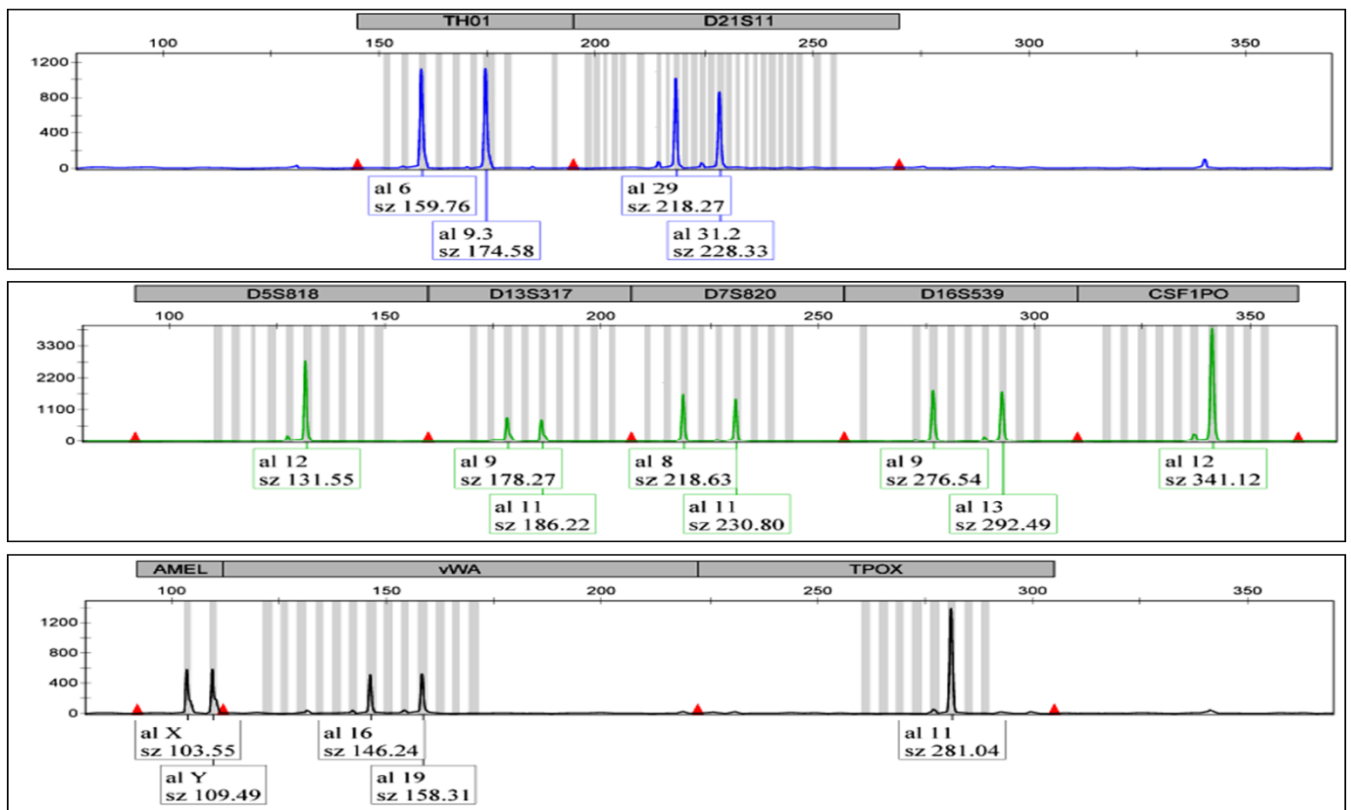 TH01 D21S11
100 150 200 250 300 350
1200
800
400
0
al 6
sz 159.76
al 29
sz 218.27
al 9.3
sz 174.58
al 31.2
sz 228.33
D5S818 D13S317 D7S820 D16S539 CSF1PO
100 150 200 250 300 350
3300
2200
1100
0
al 12
sz 131.55
al 9
sz 178.27
al 8
sz 218.63
al 9
sz 276.54
al 12
sz 341.12
al 11
sz 186.22
al 11
sz 230.80
al 13
sz 292.49
AMEL vWA TPOX
100 150 200 250 300 350
1200
800
400
0
al X
sz 103.55
al 16
sz 146.24
al 11
sz 281.04
al Y
sz 109.49
al 19
sz 158.31